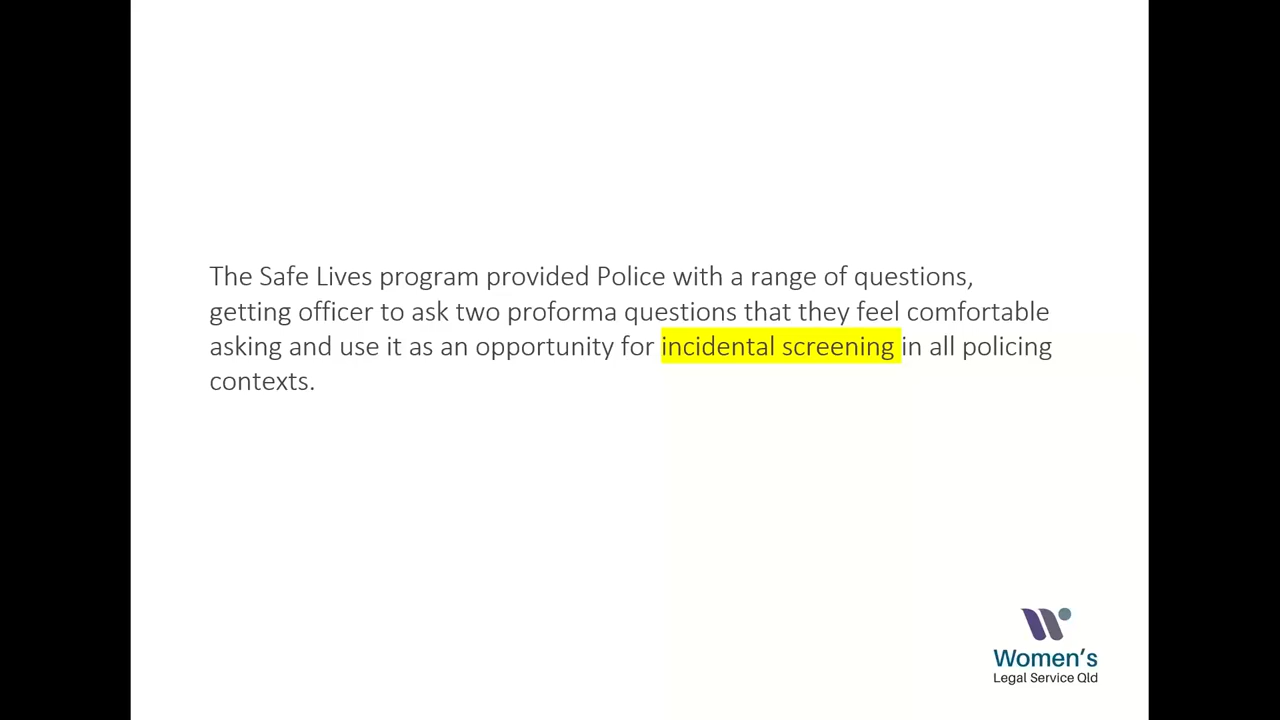 The Safe Lives program provided Police with a range of questions,
getting officer to ask two proforma questions that they feel comfortable
asking and use it as an opportunity for incidental screening in all policing
contexts.
Women's
Legal Service Qld